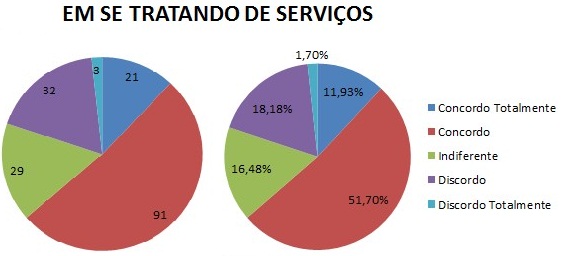 EM SE TRATANDO DE SERVIÇOS
3
21
32
29
91
1,70%
11,93%
18,18%
16,48%
51,70%
Concordo Totalmente
Concordo
Indiferente
Discordo
Discordo Totalmente